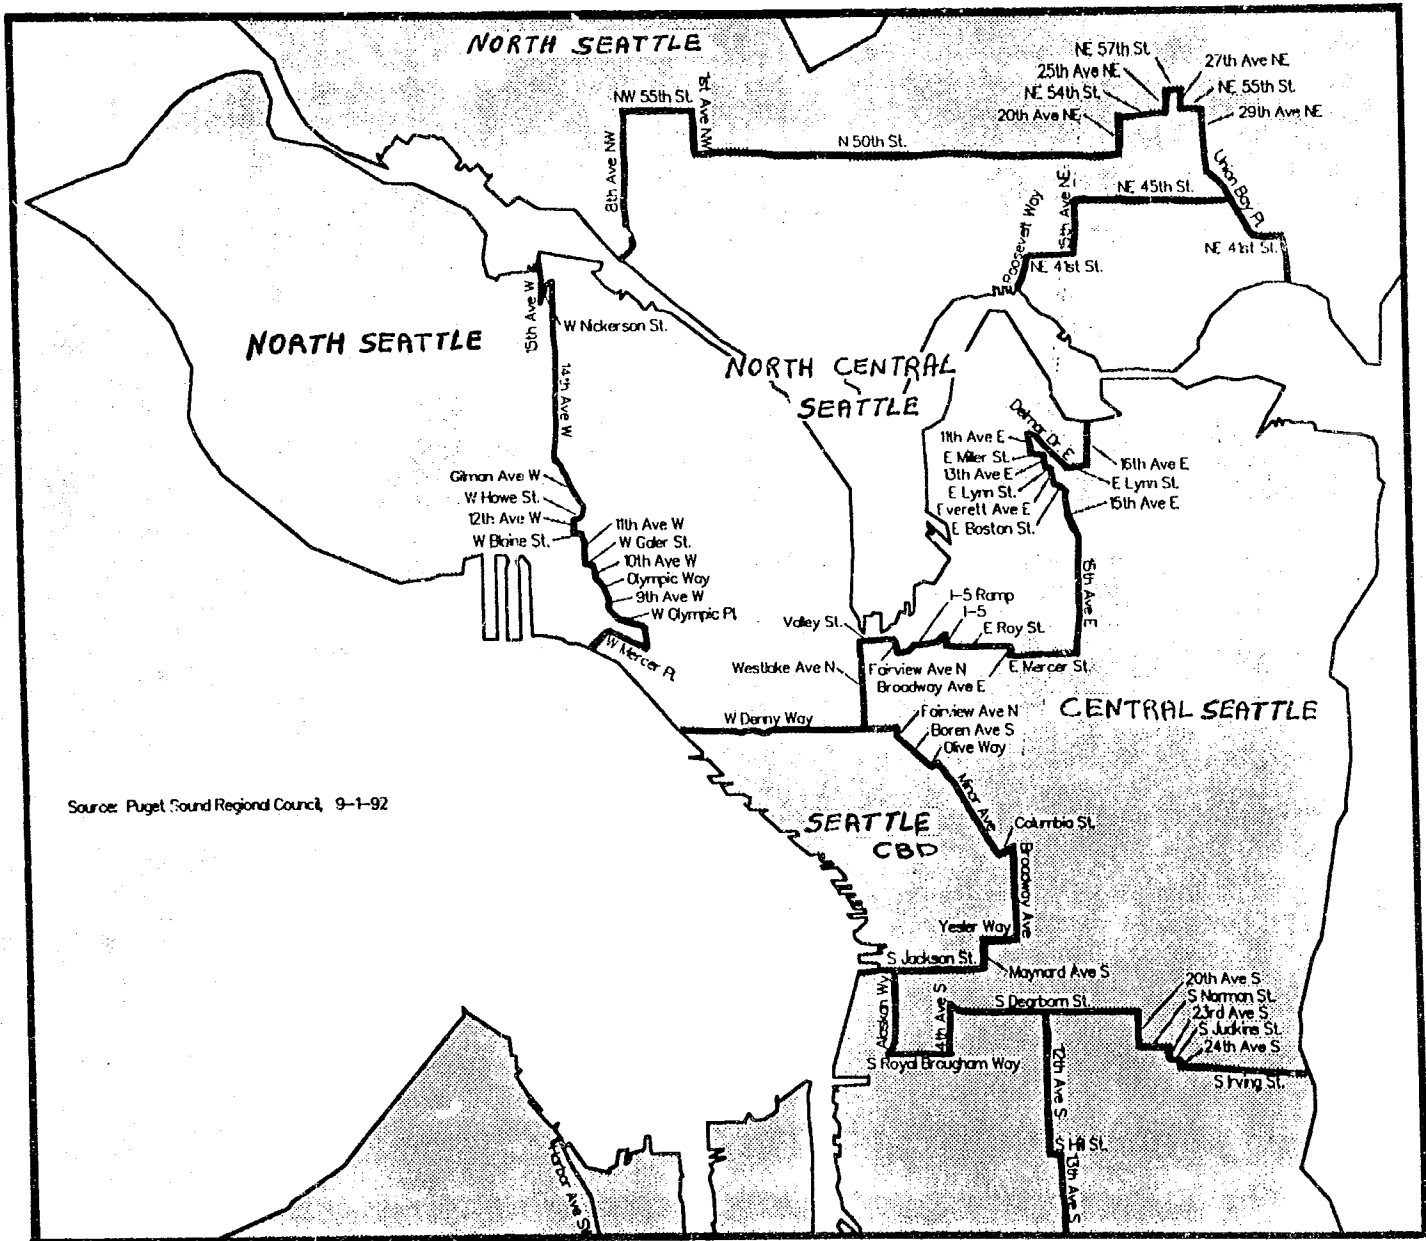 NORTH SEATTLE
NE 57th St.
25th Ave NE
27th Ave NE
NE 54th St.
NE 55th St.
20th Ave NE
29th Ave NE
NW 55th St.
1st Ave NW
N 50th St.
8th Ave NW
Union Bay Pl.
NE 45th St.
15th Ave NE
Roosevelt Way
NE 41st St.
NE 41st St.
15th Ave W
W Nickerson St.
NORTH SEATTLE
14th Ave W
NORTH CENTRAL
SEATTLE
Delmar Dr. E
11th Ave E
E Miller St.
13th Ave E
E Lynn St.
Everett Ave E
E Boston St.
16th Ave E
E Lynn St.
15th Ave E
15th Ave E
Gilman Ave W
W Howe St.
12th Ave W
W Blaine St.
11th Ave W
W Galer St.
10th Ave W
Olympic Way
9th Ave W
W Olympic Pl.
W Mercer Pl.
Valley St.
I-5 Ramp
I-5
E Roy St.
Westlake Ave N
Fairview Ave N
Broadway Ave E
E Mercer St.
CENTRAL SEATTLE
W Denny Way
Fairview Ave N
Boren Ave S
Olive Way
Minor Ave
Source: Puget Sound Regional Council, 9-1-92
SEATTLE
CBD
Columbia St.
Broadway Ave
Yesler Way
S Jackson St.
Maynard Ave S
Alaskan Wy
4th Ave S
S Dearborn St.
20th Ave S
S Norman St.
23rd Ave S
S Judkins St.
24th Ave S
S Royal Brougham Way
S Irving St.
12th Ave S
S Hill St.
13th Ave S
Harbor Ave SW